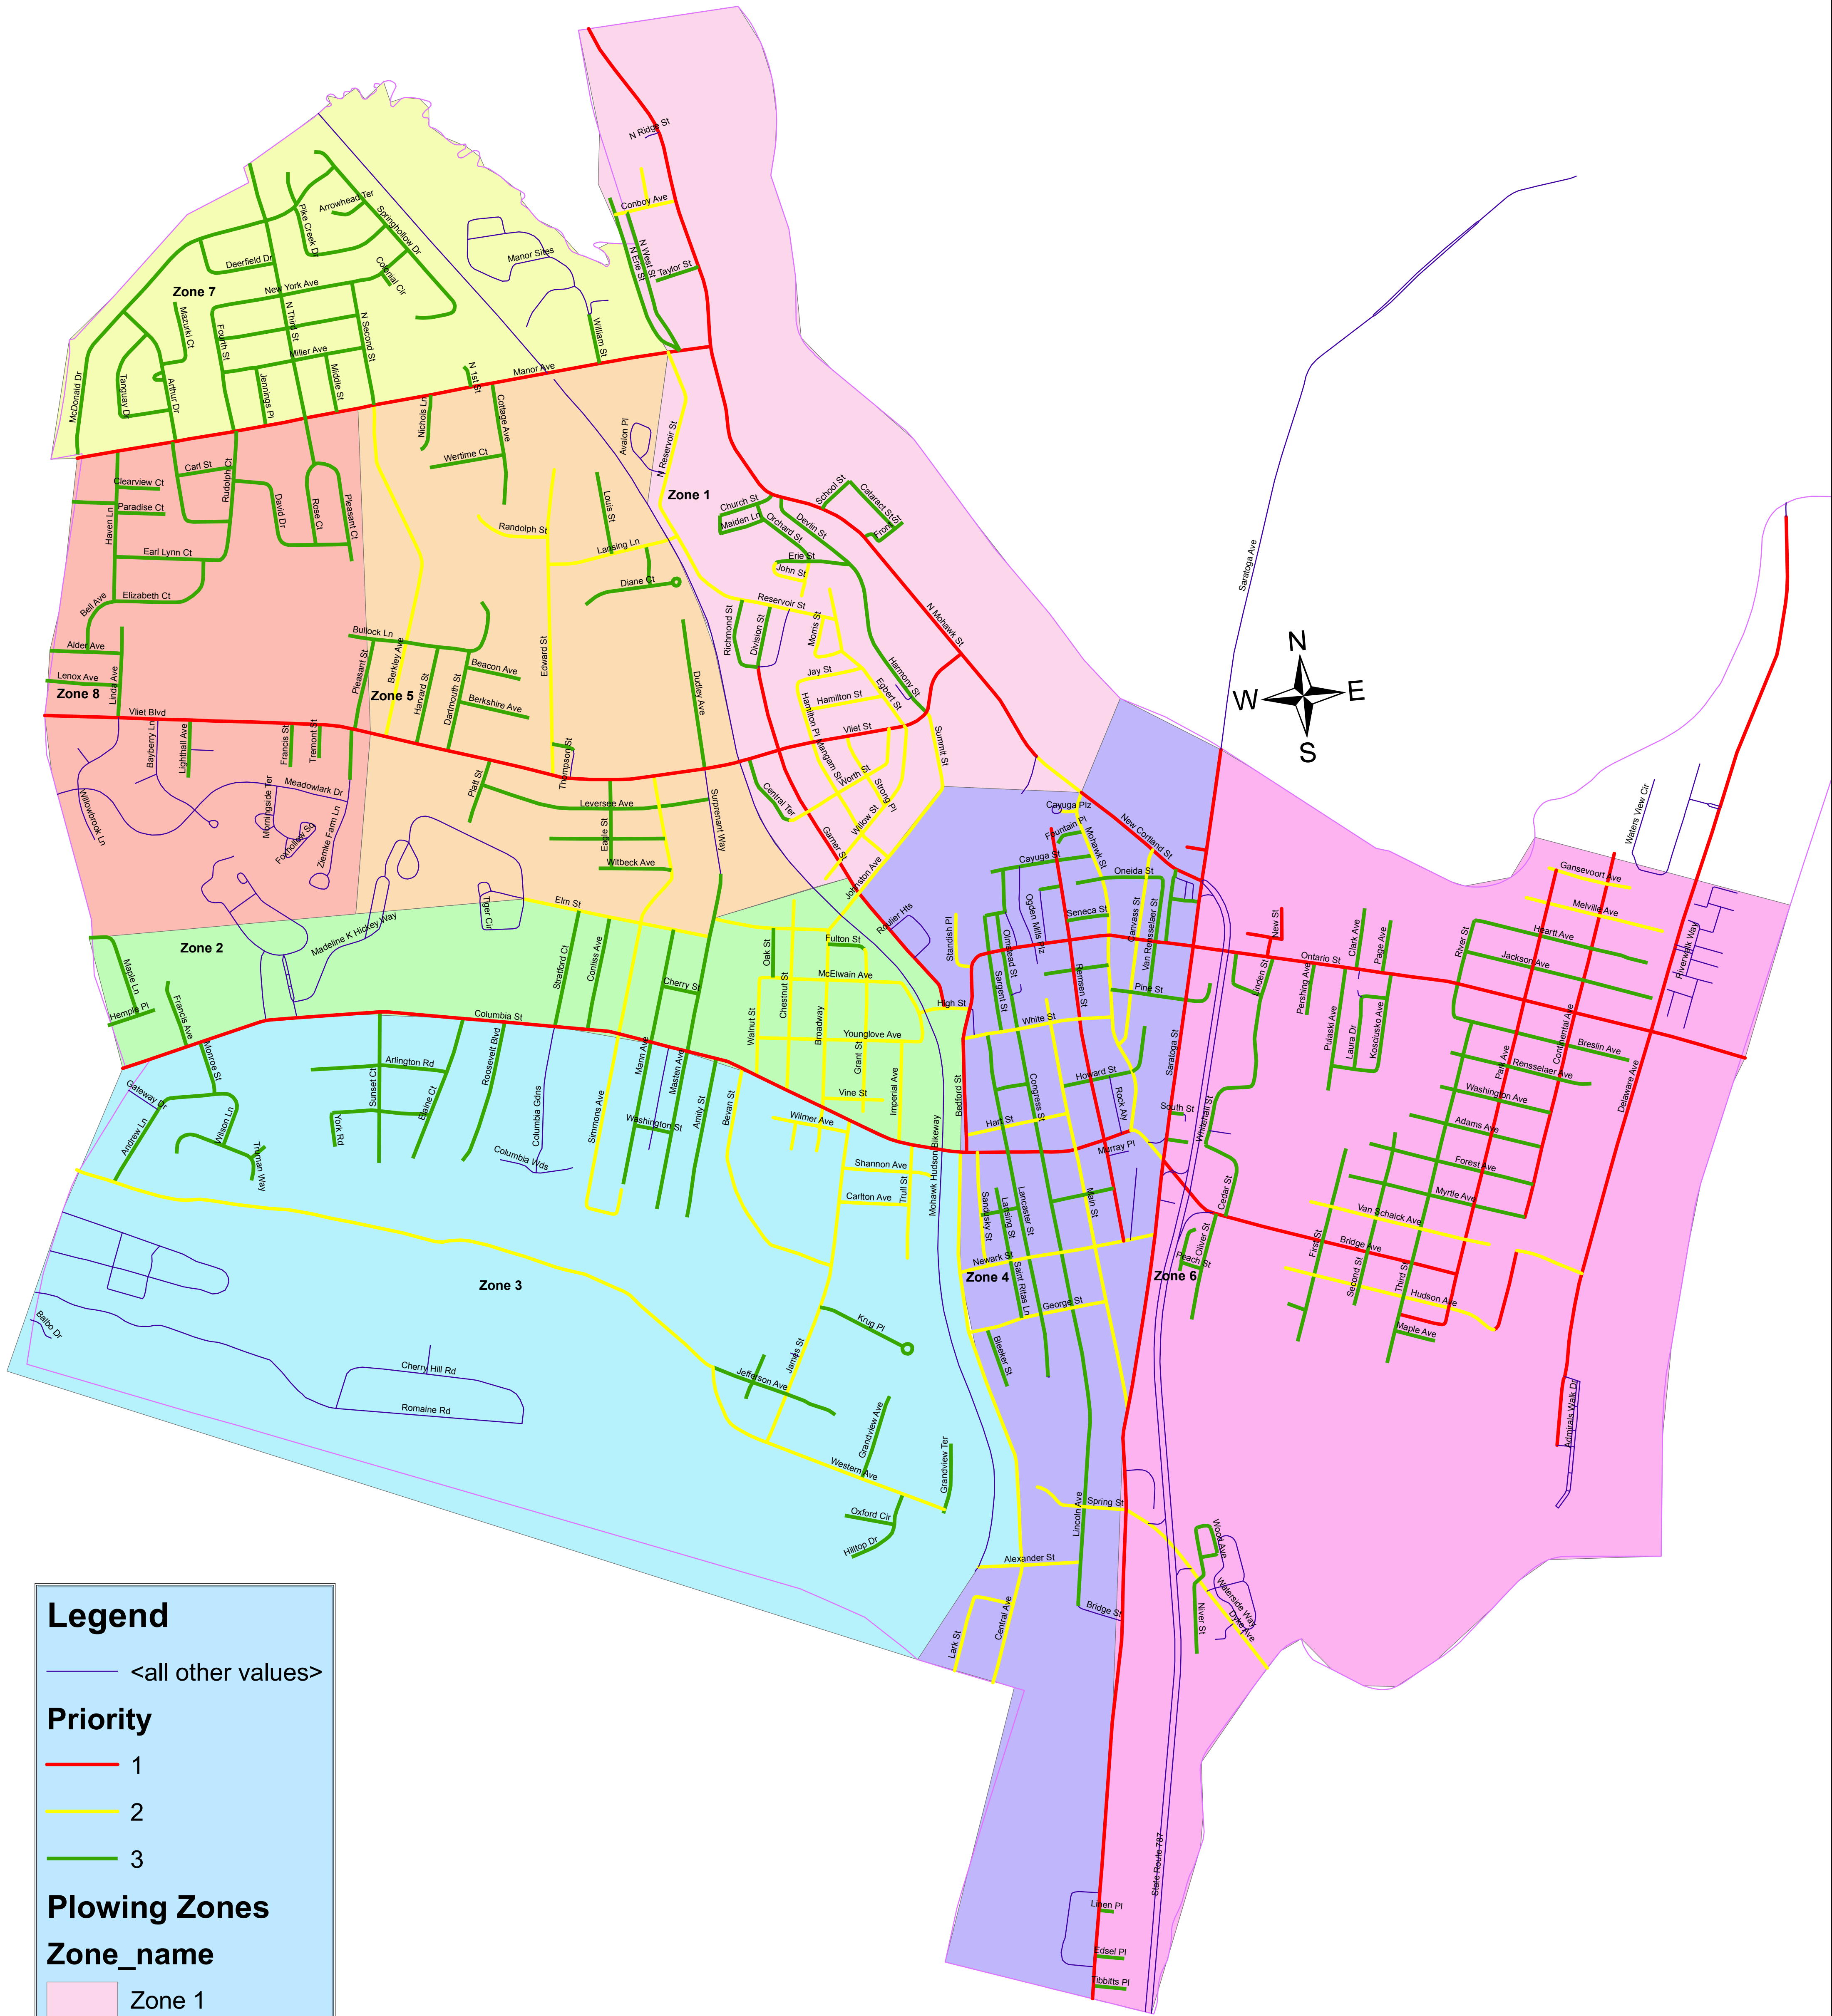 N Ridge St
Conboy Ave
N West St
N Erie St
Taylor St
Arrowhead Ter
Springhollow Dr
Pike Creek Dr
Deerfield Dr
Colonial Cir
Manor Sites
Zone 7
New York Ave
Mazurki Ct
Fourth St
N Third St
N Second St
William St
Miller Ave
Middle St
Jennings Pl
McDonald Dr
Tanguay Dr
Arthur Dr
Manor Ave
N 1st St
Nichols Ln
Cottage Ave
Wertime Ct
Avalon Pl
N Reservoir St
Zone 1
Carl St
Clearview Ct
Paradise Ct
Rudolph Ct
Haven Ln
David Dr
Rose Ct
Pleasant Ct
Earl Lynn Ct
Bell Ave
Elizabeth Ct
Alder Ave
Lenox Ave
Linda Ave
Zone 8
Randolph St
Louis St
Lansing Ln
Diane Ct
Church St
Maiden Ln
Orchard St
Devlin St
School St
Cataract St
Front
Erie St
John St
Reservoir St
Morris St
Richmond St
Division St
N Mohawk St
Harmony St
Jay St
Hamilton St
Hamilton Pl
Egbert St
Mangam St
Vliet St
Summit St
Worth St
Strong Pl
Willow St
Central Ter
Garner St
Johnston Ave
Bullock Ln
Pleasant St
Berkley Ave
Zone 5
Harvard St
Dartmouth St
Beacon Ave
Berkshire Ave
Edward St
Dudley Ave
Thompson St
Platt St
Leversee Ave
Eagle St
Witbeck Ave
Surprenant Way
Vliet Blvd
Bayberry Ln
Lighthall Ave
Francis St
Tremont St
Willowbrook Ln
Meadowlark Dr
Morningside Ter
Foxhollow Sq
Ziemke Farm Ln
Saratoga Ave
N
W
E
S
Waters View Cir
Cayuga Plz
Fountain Pl
Mohawk St
New Cortland St
Cayuga St
Oneida St
Ogden Mills Plz
Seneca St
Canvass St
Van Rensselaer St
Rollier Hts
Standish Pl
Olmstead St
Sargent St
Remsen St
Pine St
High St
White St
Howard St
Rock Aly
Congress St
Hart St
Murray Pl
South St
Saratoga St
Whitehall St
Bedford St
Zone 2
Madeline K Hickey Way
Tiger Cir
Elm St
Stratford Ct
Conliss Ave
Oak St
Fulton St
McElwain Ave
Cherry St
Chestnut St
Walnut St
Broadway
Younglove Ave
Grant St
Vine St
Imperial Ave
Maple Ln
Hemple Pl
Francis Ave
Monroe St
Columbia St
Gateway Dr
Andrew Ln
Wilson Ln
Truman Way
Arlington Rd
Sunset Ct
York Rd
Elaine Ct
Roosevelt Blvd
Columbia Gdns
Columbia Wds
Simmons Ave
Mann Ave
Masten Ave
Washington St
Amity St
Bevan St
Wilmer Ave
Shannon Ave
Carlton Ave
Trull St
Mohawk Hudson Bikeway
Zone 3
Balbo Dr
Cherry Hill Rd
Romaine Rd
Krug Pl
James St
Jefferson Ave
Grandview Ave
Grandview Ter
Western Ave
Oxford Cir
Hilltop Dr
Sandusky St
Lansing St
Lancaster St
Main St
Newark St
Zone 4
Saint Ritas Ln
George St
Bleeker St
Spring St
Lincoln Ave
Alexander St
Bridge St
Central Ave
Lark St
Zone 6
Cedar St
Oliver St
Peach St
New St
Ontario St
Linden St
Clark Ave
Page Ave
Pershing Ave
Pulaski Ave
Laura Dr
Kosciusko Ave
River St
Gansevoort Ave
Melville Ave
Heartt Ave
Jackson Ave
Riverwalk Way
Breslin Ave
Continental Ave
Park Ave
Rensselaer Ave
Washington Ave
Adams Ave
Delaware Ave
Forest Ave
Myrtle Ave
Van Schaick Ave
Bridge Ave
First St
Second St
Third St
Hudson Ave
Maple Ave
Admirals Walk Dr
Wood Ave
Waterside Way
Dyke Ave
Niver St
State Route 787
Linen Pl
Edsel Pl
Tibbitts Pl
Legend
<all other values>
Priority
1
2
3
Plowing Zones
Zone_name
Zone 1